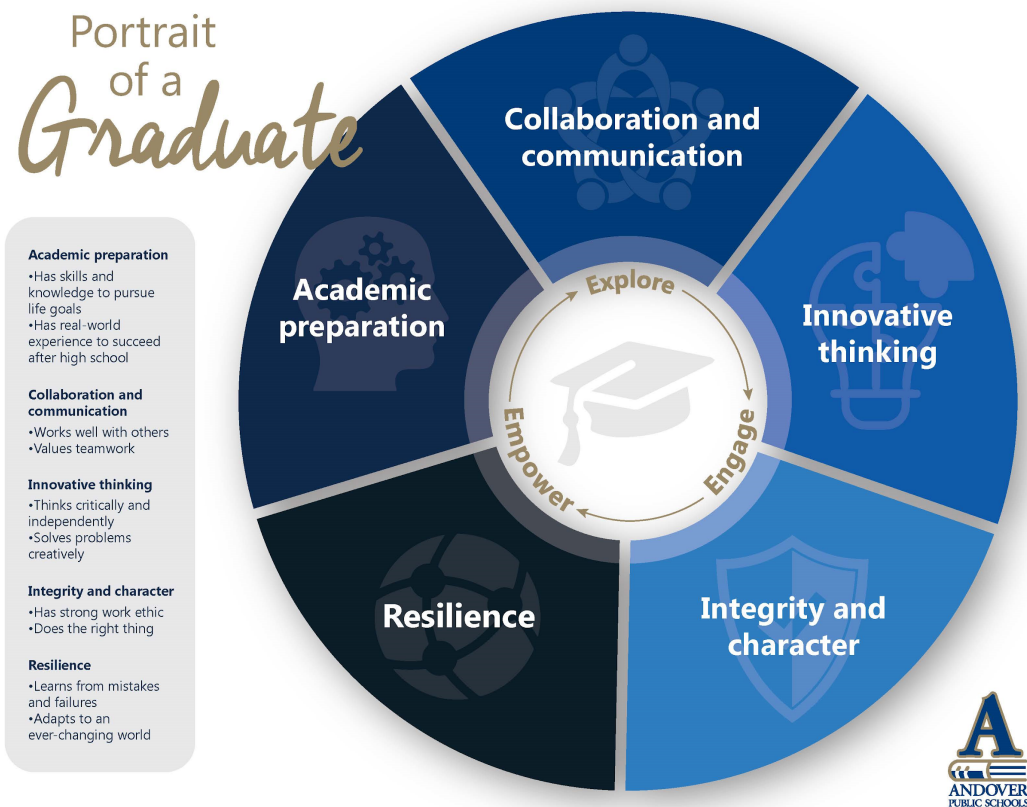 Portrait
of a
Graduate
Academic preparation
•Has skills and
knowledge to pursue
life goals
•Has real-world
experience to succeed
after high school
Collaboration and
communication
•Works well with others
•Values teamwork
Innovative thinking
•Thinks critically and
independently
•Solves problems
creatively
Integrity and character
•Has strong work ethic
•Does the right thing
Resilience
•Learns from mistakes
and failures
•Adapts to an
ever-changing world
Collaboration and
communication
Academic
preparation
Innovative
thinking
Resilience
Integrity and
character
Explore
Engage
Empower
A
ANDOVER
PUBLIC SCHOOLS